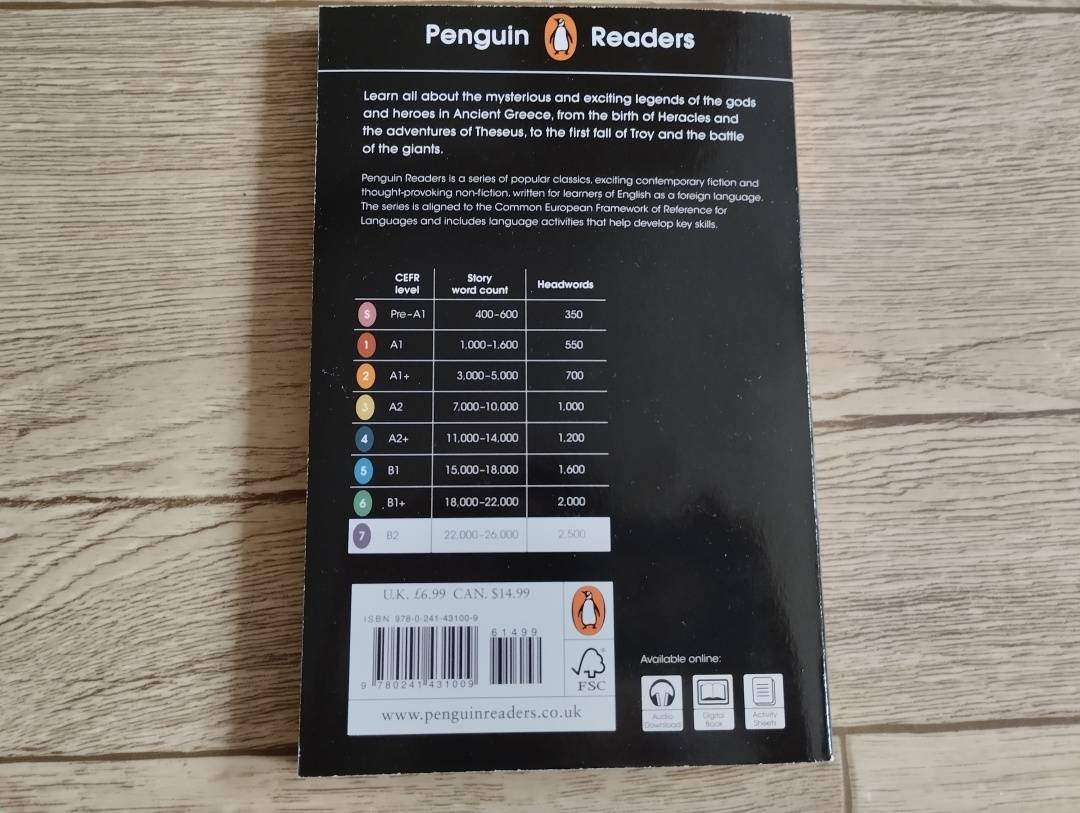 Penguin Readers
Learn all about the mysterious and exciting legends of the gods
and heroes in Ancient Greece, from the birth of Heracles and
the adventures of Theseus, to the first fall of Troy and the battle
of the giants.
Penguin Readers is a series of popular classics, exciting contemporary fiction and
thought-provoking non-fiction, written for learners of English as a foreign language.
The series is aligned to the Common European Framework of Reference for
Languages and includes language activities that help develop key skills.
CEFR level Story word count Headwords
S Pre-A1 400-600 350
1 A1 1,000-1,600 550
2 A1+ 3,000-5,000 700
3 A2 7,000-10,000 1,000
4 A2+ 11,000-14,000 1,200
5 B1 15,000-18,000 1,600
6 B1+ 18,000-22,000 2,000
7 B2 22,000-26,000 2,500
U.K. £6.99 CAN. $14.99
ISBN 978-0-241-43100-9
61499
9 780241 431009
FSC
www.penguinreaders.co.uk
Available online:
Audio Download
Digital Book
Activity Sheets